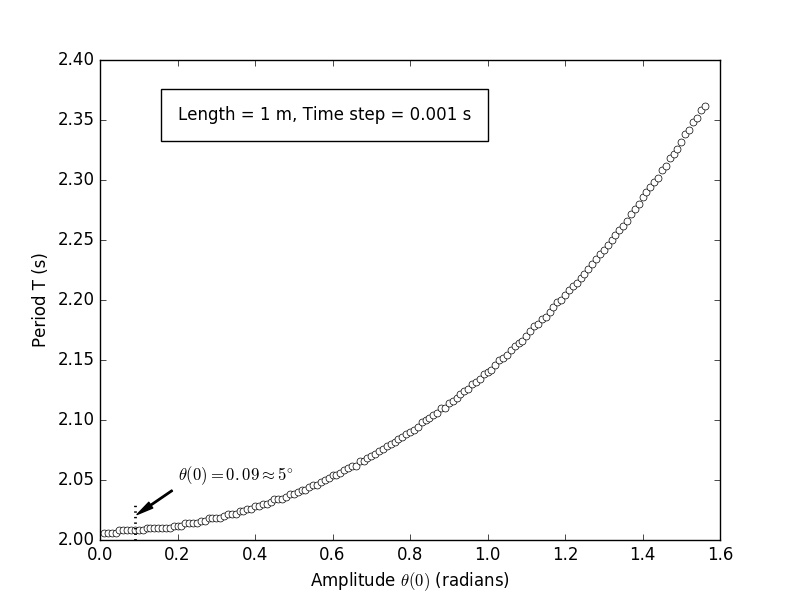 2.40
Length = 1 m, Time step = 0.001 s
2.35
2.30
2.25
2.20
2.15
2.10
2.05
2.00
Period T (s)
θ(0) = 0.09 ≈ 5°
0.0 0.2 0.4 0.6 0.8 1.0 1.2 1.4 1.6
Amplitude θ(0) (radians)